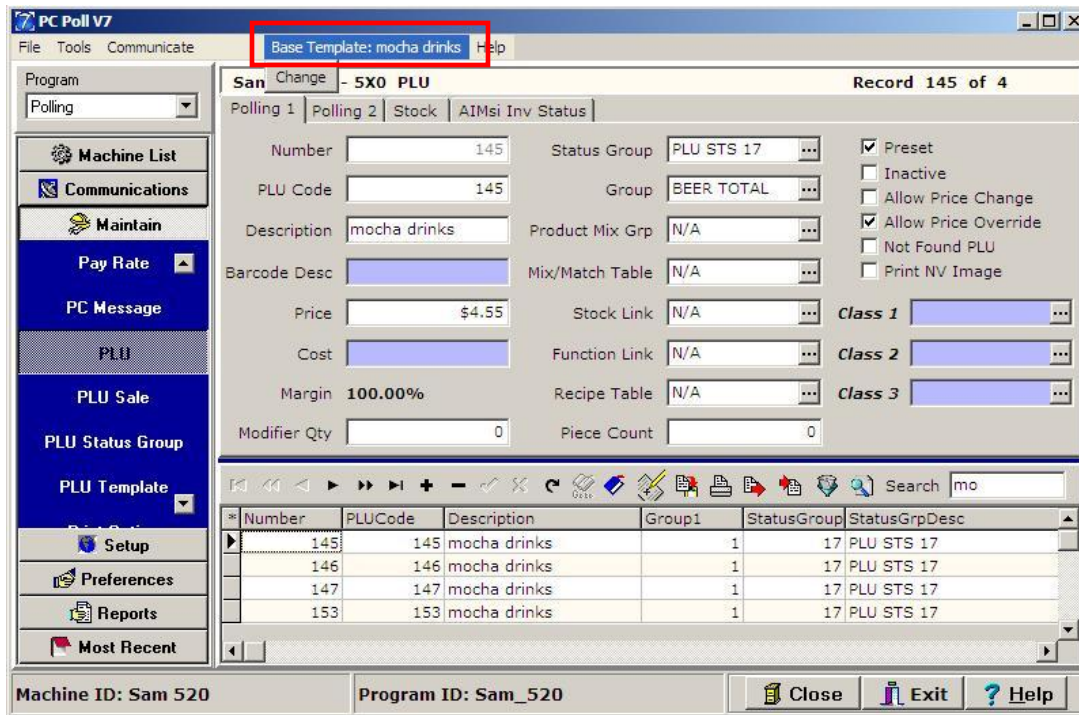 PC Poll V7
File Tools Communicate Base Template: mocha drinks Help
Change
Program
Polling
Machine List
Communications
Maintain
Pay Rate
PC Message
PLU
PLU Sale
PLU Status Group
PLU Template
Setup
Preferences
Reports
Most Recent
San - 5X0 PLU Record 145 of 4
Polling 1 Polling 2 Stock AIMsi Inv Status
Number 145 Status Group PLU STS 17 ... Preset
Inactive
PLU Code 145 Group BEER TOTAL ... Allow Price Change
Description mocha drinks Product Mix Grp N/A ... Allow Price Override
Not Found PLU
Barcode Desc Mix/Match Table N/A ... Print NV Image
Price $4.55 Stock Link N/A ... Class 1 ...
Cost Function Link N/A ... Class 2 ...
Margin 100.00% Recipe Table N/A ... Class 3 ...
Modifier Qty 0 Piece Count 0
Goto Search mo
* Number PLUCode Description Group1 StatusGroup StatusGrpDesc
145 145 mocha drinks 1 17 PLU STS 17
146 146 mocha drinks 1 17 PLU STS 17
147 147 mocha drinks 1 17 PLU STS 17
153 153 mocha drinks 1 17 PLU STS 17
Machine ID: Sam 520 Program ID: Sam_520 Close Exit ? Help